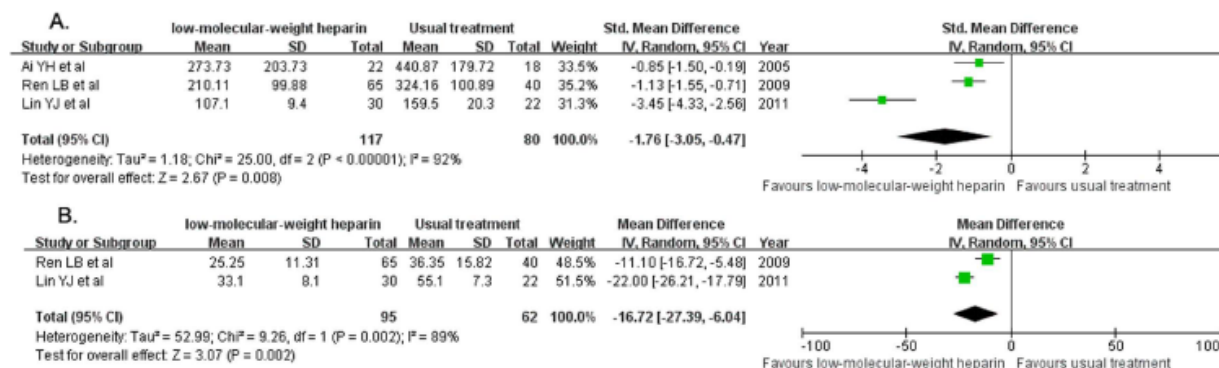 A.
low-molecular-weight heparin Usual treatment Std. Mean Difference Std. Mean Difference
Study or Subgroup Mean SD Total Mean SD Total Weight IV, Random, 95% CI Year IV, Random, 95% CI
Ai YH et al 273.73 203.73 22 440.87 179.72 18 33.5% -0.85 [-1.50, -0.19] 2005
Ren LB et al 210.11 99.88 65 324.16 100.89 40 35.2% -1.13 [-1.55, -0.71] 2009
Lin YJ et al 107.1 9.4 30 159.5 20.3 22 31.3% -3.45 [-4.33, -2.56] 2011
Total (95% CI) 117 80 100.0% -1.76 [-3.05, -0.47]
Heterogeneity: Tau² = 1.18; Chi² = 25.00, df = 2 (P < 0.00001); I² = 92%
Test for overall effect: Z = 2.67 (P = 0.008)
-4 -2 0 2 4
Favours low-molecular-weight heparin Favours usual treatment
B.
low-molecular-weight heparin Usual treatment Mean Difference Mean Difference
Study or Subgroup Mean SD Total Mean SD Total Weight IV, Random, 95% CI Year IV, Random, 95% CI
Ren LB et al 25.25 11.31 65 36.35 15.82 40 48.5% -11.10 [-16.72, -5.48] 2009
Lin YJ et al 33.1 8.1 30 55.1 7.3 22 51.5% -22.00 [-26.21, -17.79] 2011
Total (95% CI) 95 62 100.0% -16.72 [-27.39, -6.04]
Heterogeneity: Tau² = 52.99; Chi² = 9.26, df = 1 (P = 0.002); I² = 89%
Test for overall effect: Z = 3.07 (P = 0.002)
-100 -50 0 50 100
Favours low-molecular-weight heparin Favours usual treatment